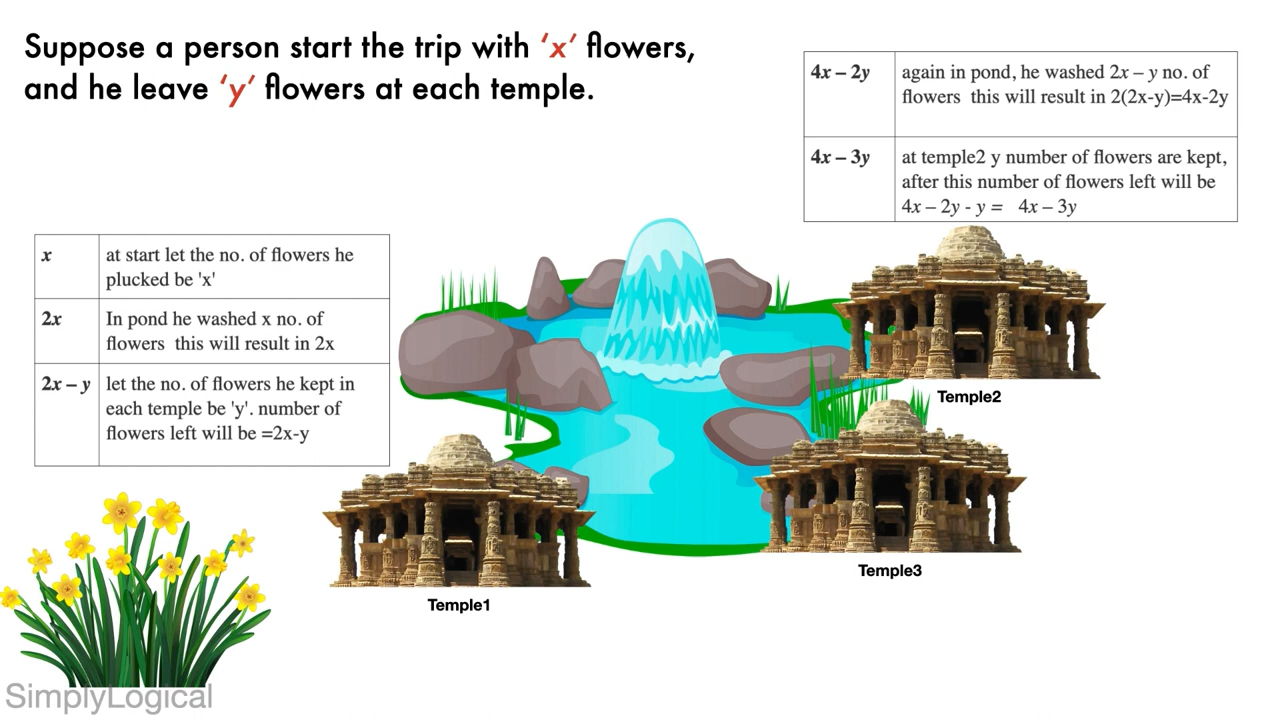 Suppose a person start the trip with ‘x’ flowers,
and he leave ‘y’ flowers at each temple.
4x – 2y again in pond, he washed 2x – y no. of
flowers this will result in 2(2x-y)=4x-2y
4x – 3y at temple2 y number of flowers are kept,
after this number of flowers left will be
4x – 2y - y = 4x – 3y
x at start let the no. of flowers he
plucked be 'x'
2x In pond he washed x no. of
flowers this will result in 2x
2x – y let the no. of flowers he kept in
each temple be 'y'. number of
flowers left will be =2x-y
Temple2
Temple3
Temple1
SimplyLogical